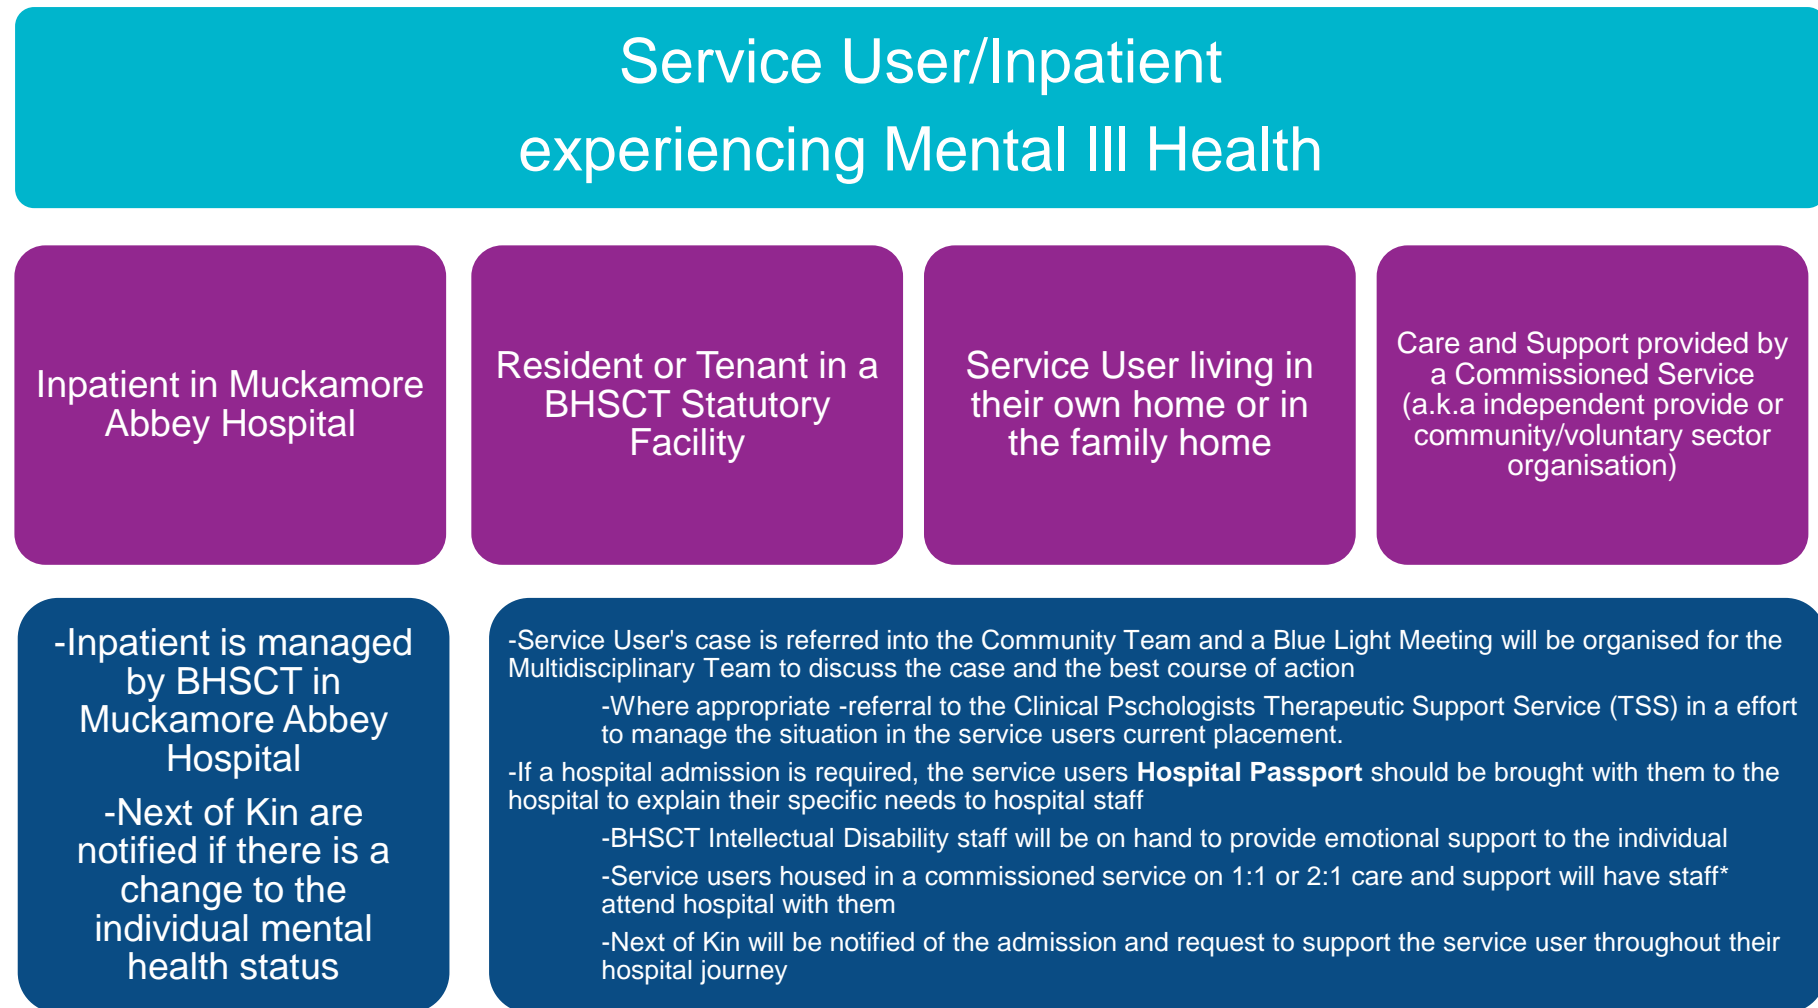 Service User/Inpatient
experiencing Mental Ill Health
Inpatient in Muckamore
Abbey Hospital
Resident or Tenant in a
BHSCT Statutory
Facility
Service User living in
their own home or in
the family home
Care and Support provided by
a Commissioned Service
(a.k.a independent provide or
community/voluntary sector
organisation)
-Inpatient is managed
by BHSCT in
Muckamore Abbey
Hospital
-Next of Kin are
notified if there is a
change to the
individual mental
health status
-Service User's case is referred into the Community Team and a Blue Light Meeting will be organised for the
Multidisciplinary Team to discuss the case and the best course of action
-Where appropriate -referral to the Clinical Pschologists Therapeutic Support Service (TSS) in a effort
to manage the situation in the service users current placement.
-If a hospital admission is required, the service users Hospital Passport should be brought with them to the
hospital to explain their specific needs to hospital staff
-BHSCT Intellectual Disability staff will be on hand to provide emotional support to the individual
-Service users housed in a commissioned service on 1:1 or 2:1 care and support will have staff*
attend hospital with them
-Next of Kin will be notified of the admission and request to support the service user throughout their
hospital journey